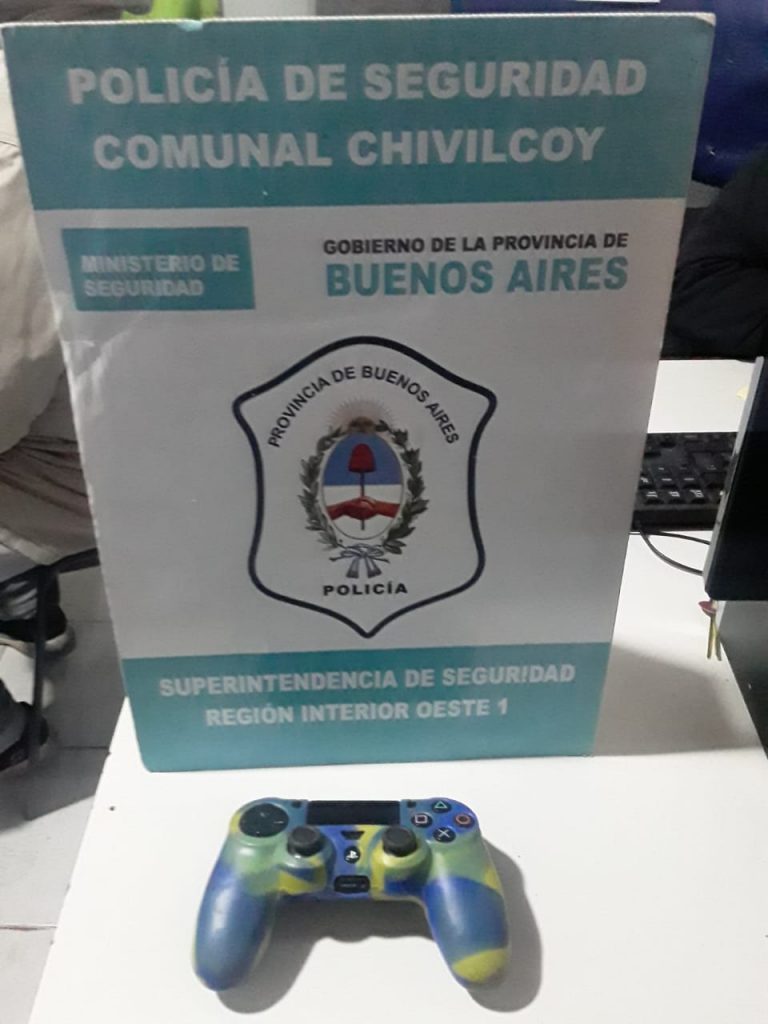 POLICÍA DE SEGURIDAD
COMUNAL CHIVILCOY
MINISTERIO DE
SEGURIDAD
GOBIERNO DE LA PROVINCIA DE
BUENOS AIRES
PROVINCIA DE BUENOS AIRES
POLICÍA
SUPERINTENDENCIA DE SEGURIDAD
REGIÓN INTERIOR OESTE 1